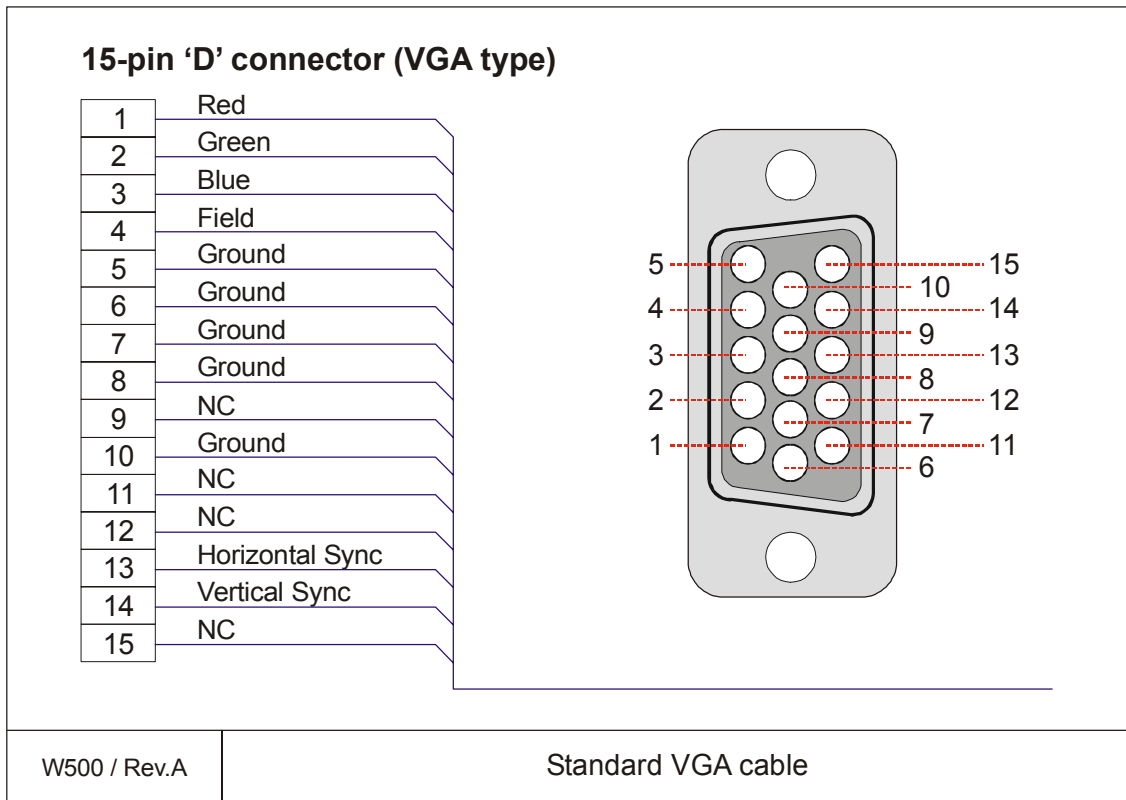 15-pin ‘D’ connector (VGA type)
1 Red
2 Green
3 Blue
4 Field
5 Ground
6 Ground
7 Ground
8 Ground
9 NC
10 Ground
11 NC
12 NC
13 Horizontal Sync
14 Vertical Sync
15 NC
5 15
10
4 14
9
3 13
8
2 12
7
1 11
6
W500 / Rev.A Standard VGA cable